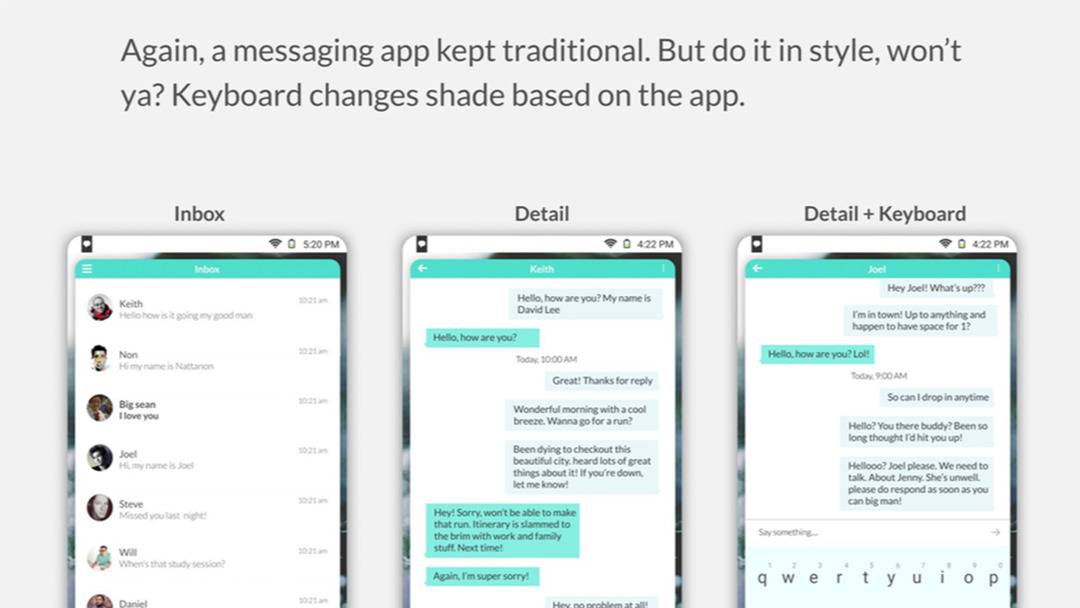 Again, a messaging app kept traditional. But do it in style, won't
ya? Keyboard changes shade based on the app.
Inbox
5:20 PM
Inbox
Keith
10:21 am
Hello how is it going my good man
Non
10:21 am
Hi my name is Nattanon
Big sean
10:21 am
I love you
Joel
10:21 am
Hi, my name is Joel
Steve
10:21 am
Missed you last night!
Will
10:21 am
When's that study session?
Daniel
10:21 am
Detail
4:22 PM
Keith
Hello, how are you? My name is
David Lee
Hello, how are you?
Today, 10:00 AM
Great! Thanks for reply
Wonderful morning with a cool
breeze. Wanna go for a run?
Been dying to checkout this
beautiful city, heard lots of great
things about it! If you're down,
let me know!
Hey! Sorry, won't be able to make
that run. Itinerary is slammed to
the brim with work and family
stuff. Next time!
Again, I'm super sorry!
Hey, no problem at all!
Detail + Keyboard
4:22 PM
Joel
Hey Joel! What's up???
I'm in town! Up to anything and
happen to have space for 1?
Hello, how are you? Lol!
Today, 9:00 AM
So can I drop in anytime
Hello? You there buddy? Been so
long thought I'd hit you up!
Hellooo? Joel please. We need to
talk. About Jenny. She's unwell.
please do respond as soon as you
can big man!
Say something...
1 2 3 4 5 6 7 8 9 0
q w e r t y u i o p